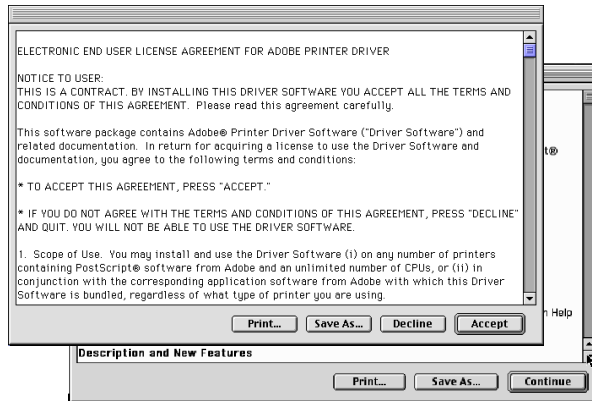 ELECTRONIC END USER LICENSE AGREEMENT FOR ADOBE PRINTER DRIVER
NOTICE TO USER:
THIS IS A CONTRACT. BY INSTALLING THIS DRIVER SOFTWARE YOU ACCEPT ALL THE TERMS AND
CONDITIONS OF THIS AGREEMENT. Please read this agreement carefully.
This software package contains Adobe® Printer Driver Software ("Driver Software") and
related documentation. In return for acquiring a license to use the Driver Software and
documentation, you agree to the following terms and conditions:
* TO ACCEPT THIS AGREEMENT, PRESS "ACCEPT."
* IF YOU DO NOT AGREE WITH THE TERMS AND CONDITIONS OF THIS AGREEMENT, PRESS "DECLINE"
AND QUIT. YOU WILL NOT BE ABLE TO USE THE DRIVER SOFTWARE.
1. Scope of Use. You may install and use the Driver Software (i) on any number of printers
containing PostScript® software from Adobe and an unlimited number of CPUs, or (ii) in
conjunction with the corresponding application software from Adobe with which this Driver
Software is bundled, regardless of what type of printer you are using.
Print... Save As... Decline Accept
t®
n Help
Description and New Features
Print... Save As... Continue